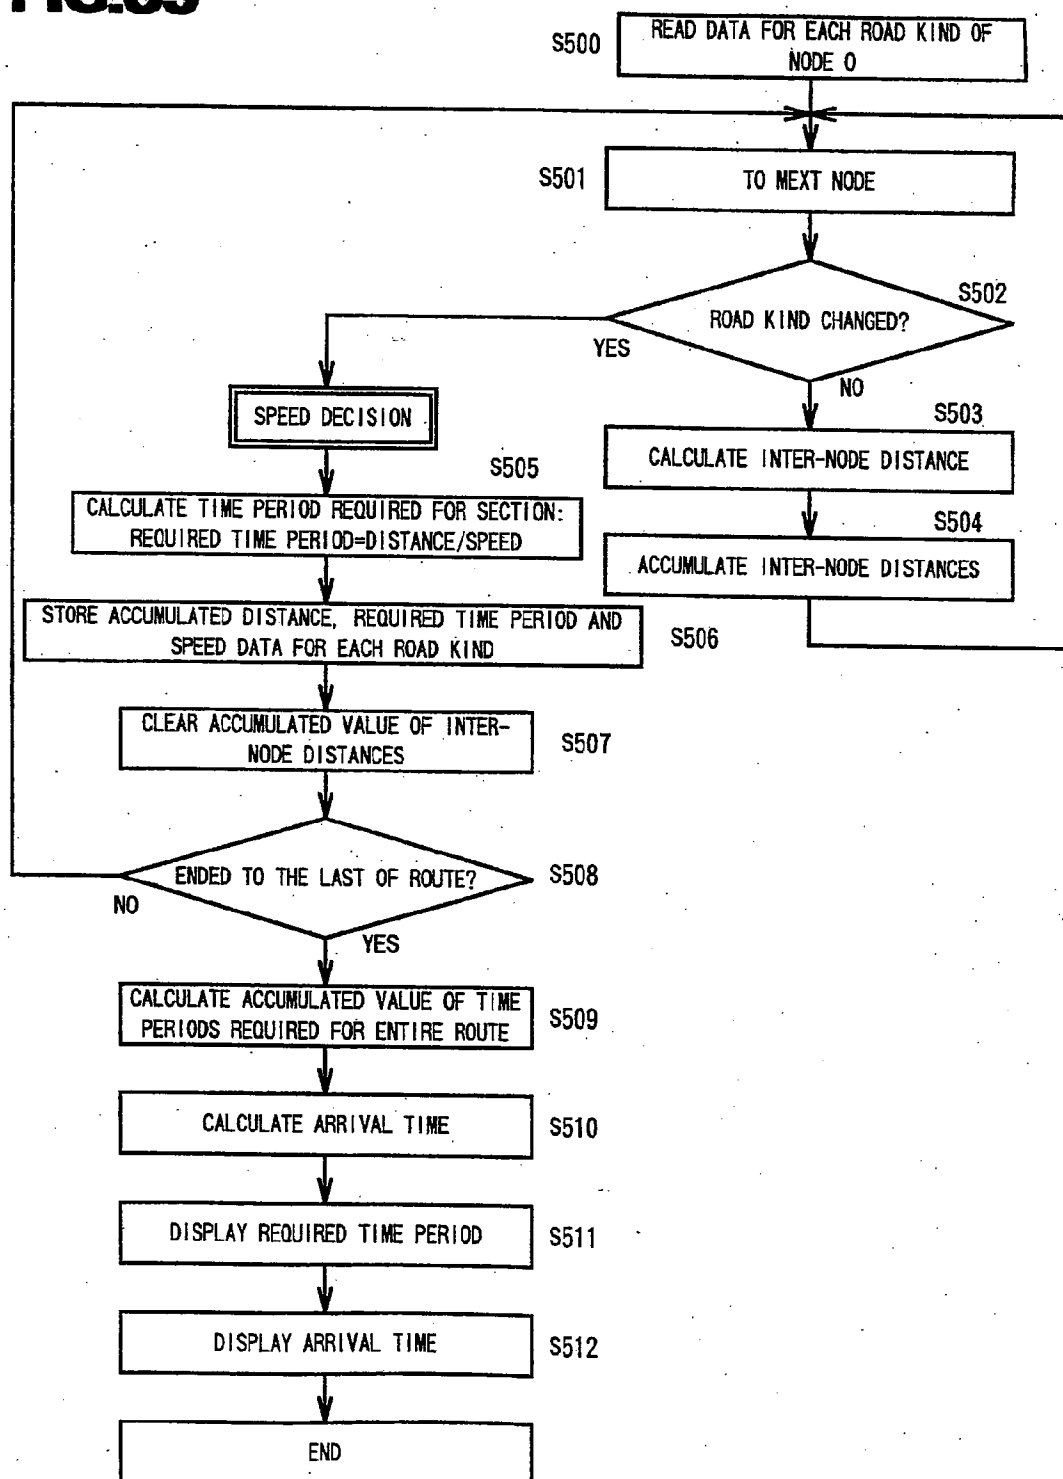 S500
READ DATA FOR EACH ROAD KIND OF
NODE 0
S501
TO MEXT NODE
S502
ROAD KIND CHANGED?
YES
NO
SPEED DECISION
S503
CALCULATE INTER-NODE DISTANCE
S504
ACCUMULATE INTER-NODE DISTANCES
S505
CALCULATE TIME PERIOD REQUIRED FOR SECTION:
REQUIRED TIME PERIOD=DISTANCE/SPEED
STORE ACCUMULATED DISTANCE, REQUIRED TIME PERIOD AND
SPEED DATA FOR EACH ROAD KIND
S506
CLEAR ACCUMULATED VALUE OF INTER-
NODE DISTANCES
S507
ENDED TO THE LAST OF ROUTE?
S508
NO
YES
CALCULATE ACCUMULATED VALUE OF TIME
PERIODS REQUIRED FOR ENTIRE ROUTE
S509
CALCULATE ARRIVAL TIME
S510
DISPLAY REQUIRED TIME PERIOD
S511
DISPLAY ARRIVAL TIME
S512
END